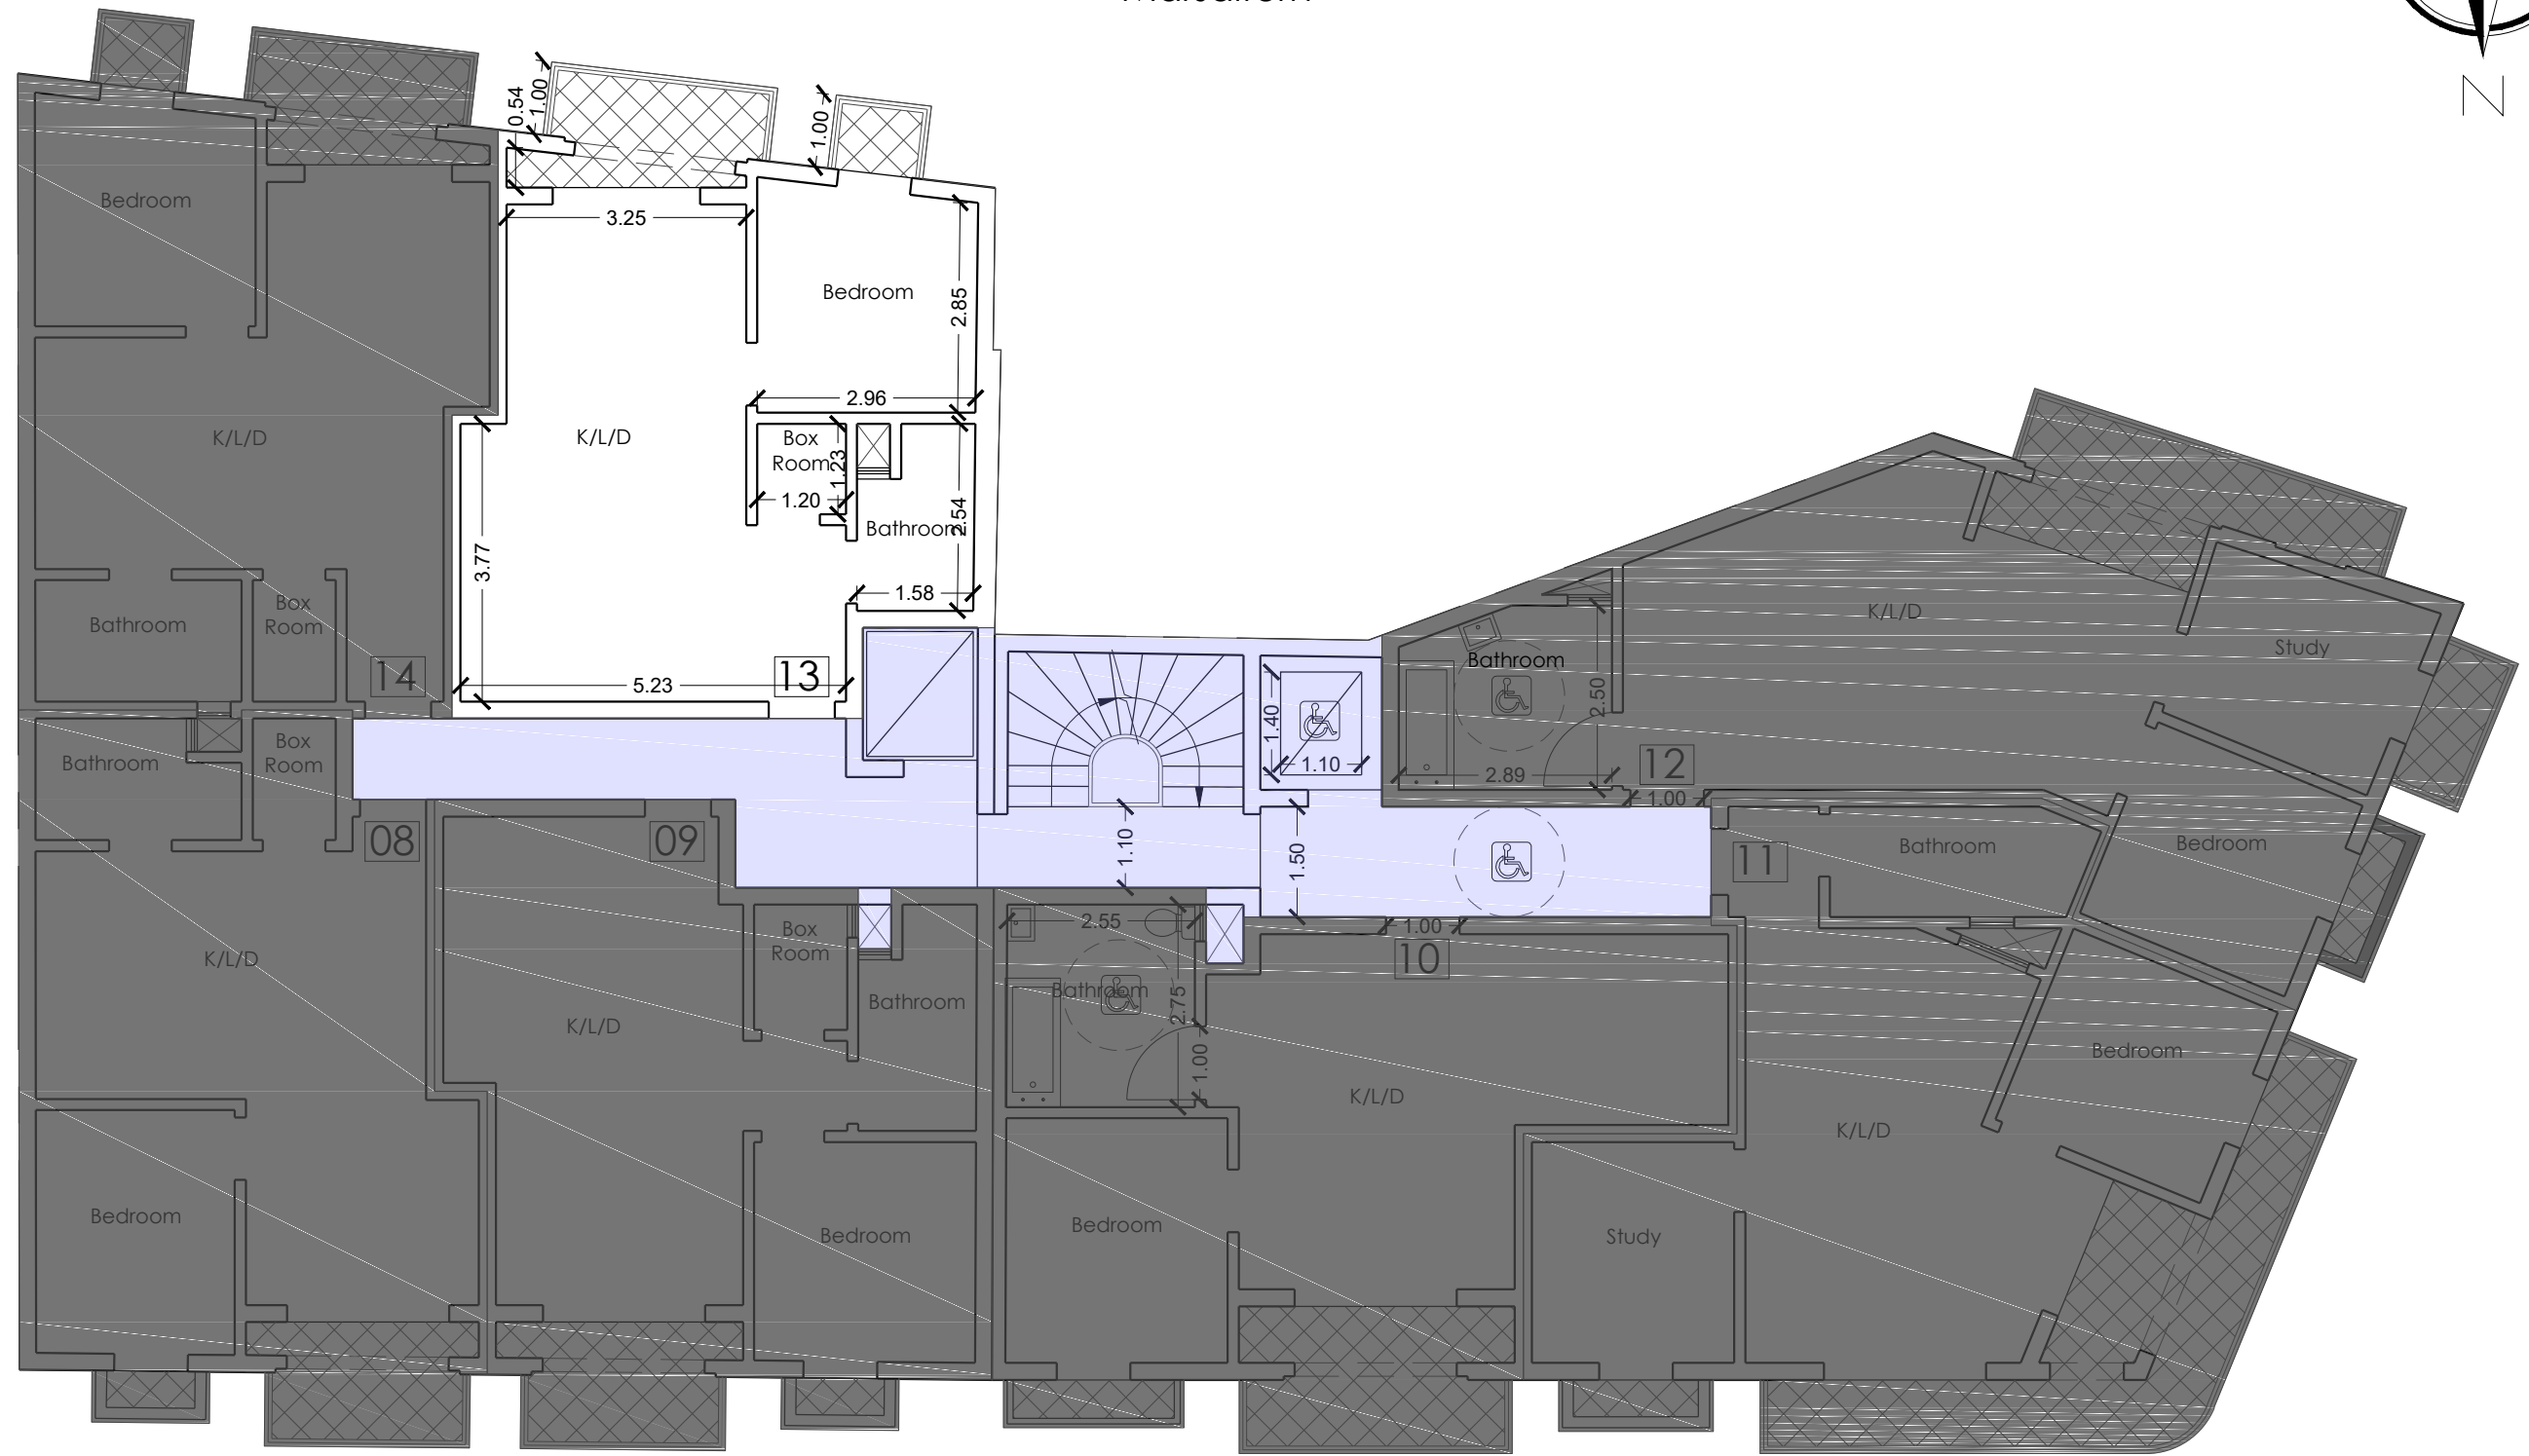 N
0.54
1.00
1.00
Bedroom
3.25
Bedroom
2.85
2.96
K/L/D
K/L/D
Box
Room
1.23
1.20
Bathroom
2.54
3.77
1.58
Box
Room
Bathroom
14
5.23
13
K/L/D
Study
Bathroom
2.50
1.40
1.10
2.89
12
1.00
Bathroom
Box
Room
08
09
1.10
1.50
11
Bathroom
Bedroom
2.55
1.00
10
Box
Room
K/L/D
Bathroom
Bathroom
2.75
K/L/D
1.00
Bedroom
K/L/D
K/L/D
Bedroom
Bedroom
Bedroom
Study